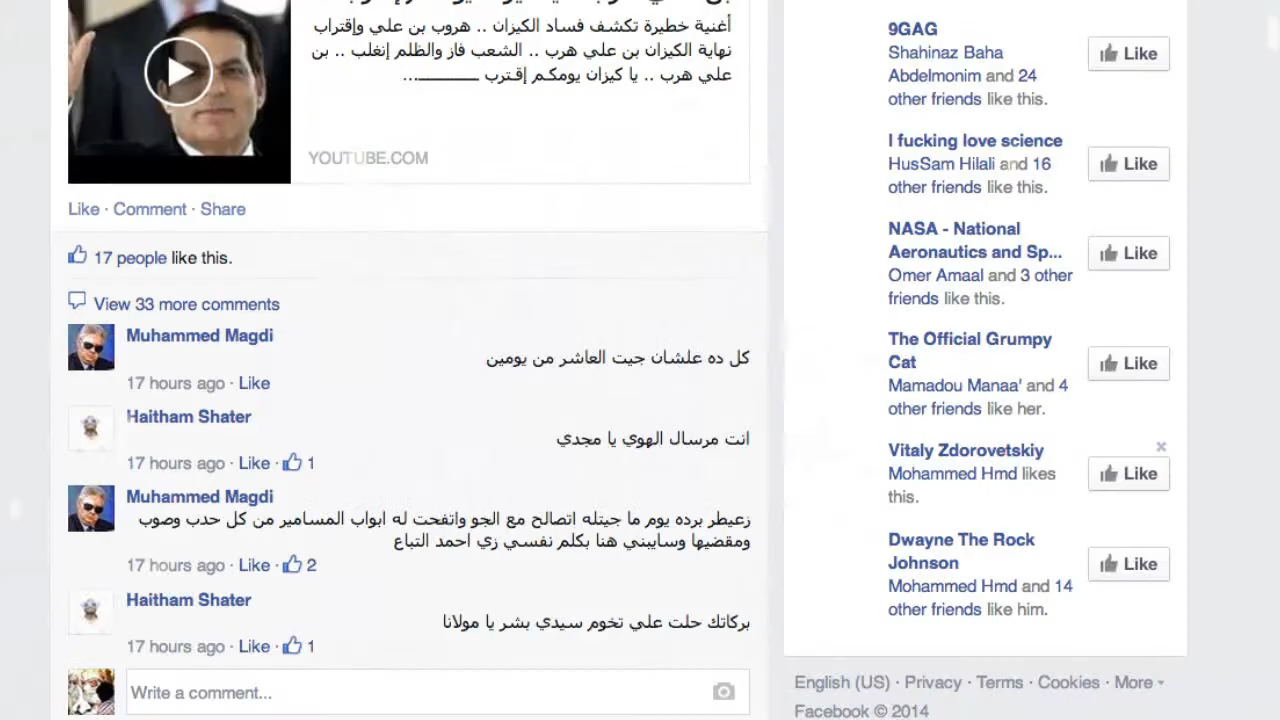 أغنية خطيرة تكشف فساد الكيزان .. هروب بن علي وإقتراب
نهاية الكيزان بن علي هرب .. الشعب فاز والظلم إنغلب .. بن
علي هرب .. يا كيزان يومكـم إقـترب ـــــــــــــ...
YOUTUBE.COM
Like · Comment · Share
17 people like this.
View 33 more comments
Muhammed Magdi
كل ده علشان جيت العاشر من يومين
17 hours ago · Like
Haitham Shater
انت مرسال الهوي يا مجدي
17 hours ago · Like · 1
Muhammed Magdi
زعيطر برده يوم ما جيتله اتصالح مع الجو واتفحت له ابواب المسامير من كل حدب وصوب
ومقضيها وسايبني هنا بكلم نفسي زي احمد التباع
17 hours ago · Like · 2
Haitham Shater
بركاتك حلت علي تخوم سيدي بشر يا مولانا
17 hours ago · Like · 1
Write a comment...
9GAG
Shahinaz Baha
Abdelmonim and 24
other friends like this.
Like
I fucking love science
HusSam Hilali and 16
other friends like this.
Like
NASA - National
Aeronautics and Sp...
Omer Amaal and 3 other
friends like this.
Like
The Official Grumpy
Cat
Mamadou Manaa' and 4
other friends like her.
Like
Vitaly Zdorovetskiy
Mohammed Hmd likes
this.
Like
Dwayne The Rock
Johnson
Mohammed Hmd and 14
other friends like him.
Like
English (US) · Privacy · Terms · Cookies · More
Facebook © 2014